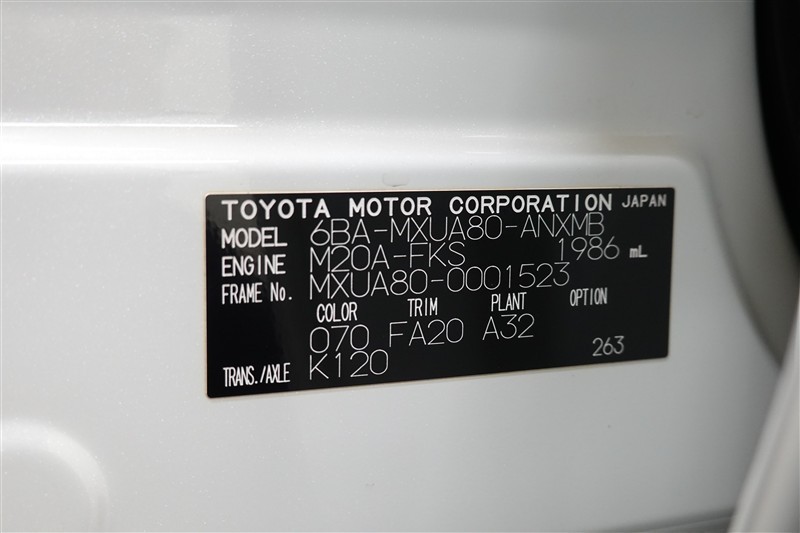 TOYOTA MOTOR CORPORATION JAPAN
MODEL 6BA-MXUA80-ANXMB
ENGINE M20A-FKS 1986 mL
FRAME No. MXUA80-0001523
COLOR TRIM PLANT OPTION
070 FA20 A32
TRANS./AXLE K120 263